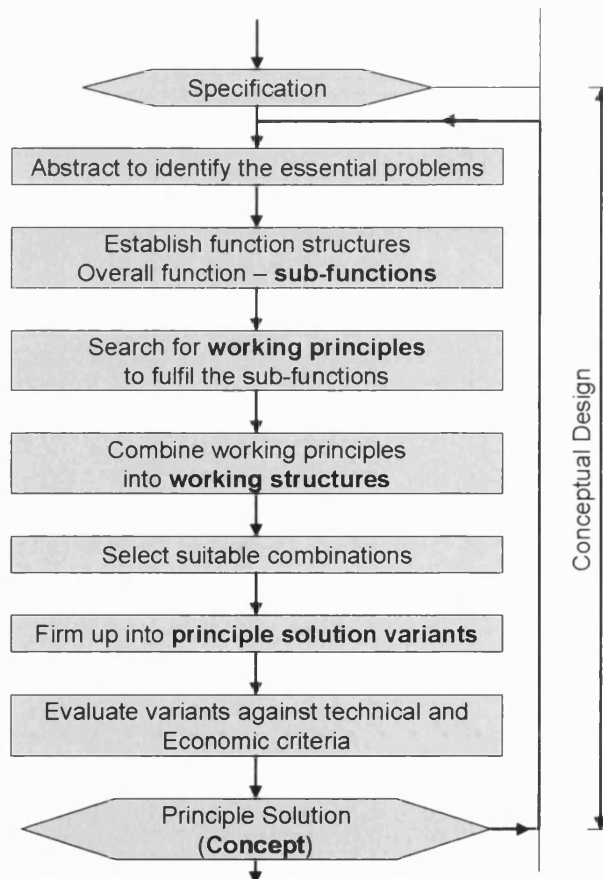 Specification
Abstract to identify the essential problems
Establish function structures
Overall function – sub-functions
Search for working principles
to fulfil the sub-functions
Combine working principles
into working structures
Select suitable combinations
Firm up into principle solution variants
Evaluate variants against technical and
Economic criteria
Principle Solution
(Concept)
Conceptual Design